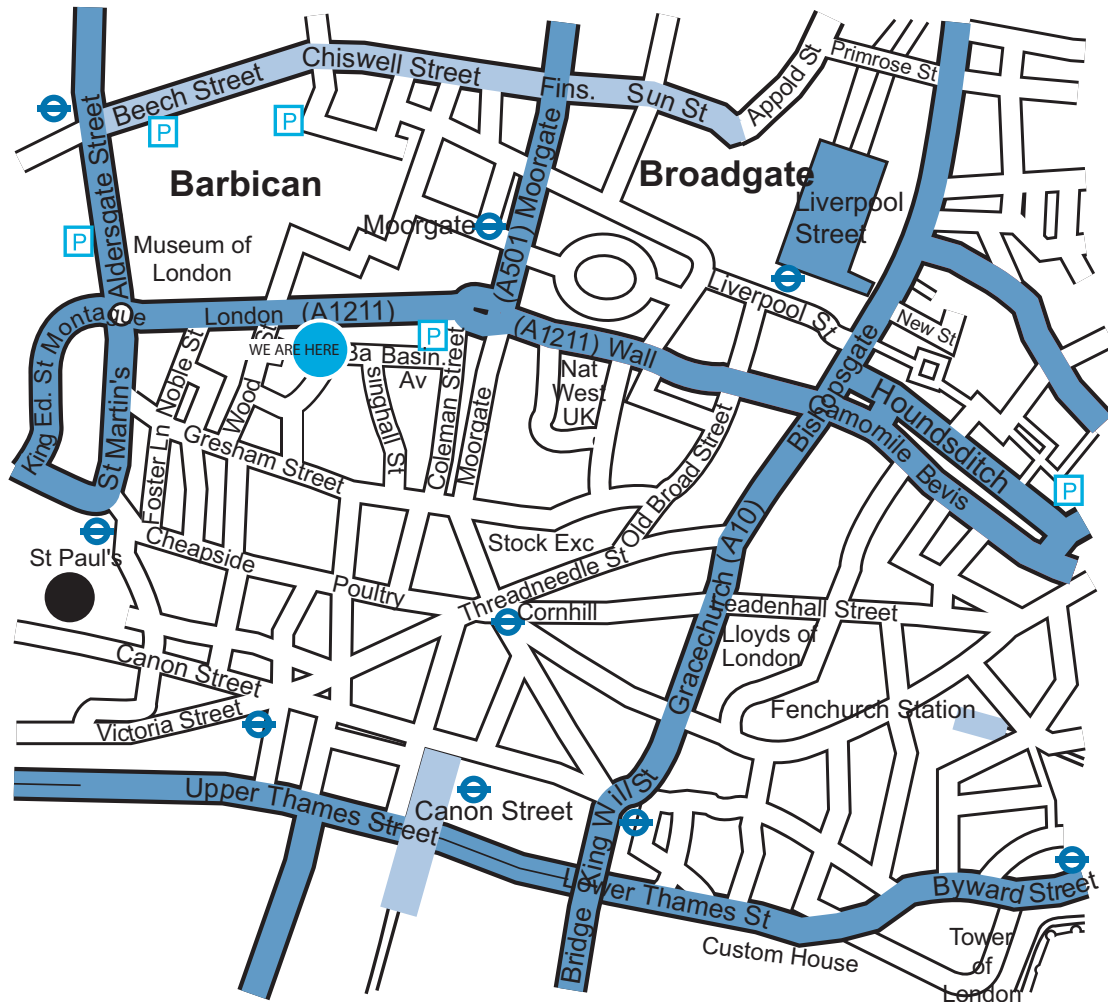 Chiswell Street
Beech Street
Fins.
Sun St
Appold St
Primrose St
P
P
Barbican
Broadgate
Aldersgate Street
(A501) Moorgate
Moorgate
Liverpool
Street
P
Museum of
London
Liverpool St
New St
Montague
King Ed. St
St Martin's
London (A1211)
(A1211) Wall
P
WE ARE HERE
Noble St
Wood St
Ba singhall St
Basin.
Av
Coleman Street
Moorgate
Nat
West
UK
Bishopsgate
Houndsditch
Camomile
Bevis
P
Foster Ln
Gresham Street
Old Broad Street
Stock Exc
Cheapside
St Paul's
Poultry
Threadneedle St
Cornhill
eadenhall Street
Gracechurch (A10)
Lloyds of
London
Canon Street
Victoria Street
Fenchurch Station
Upper Thames Street
Canon Street
King Will/St
Lower Thames St
Bridge
Byward Street
Custom House
Tower
of
London